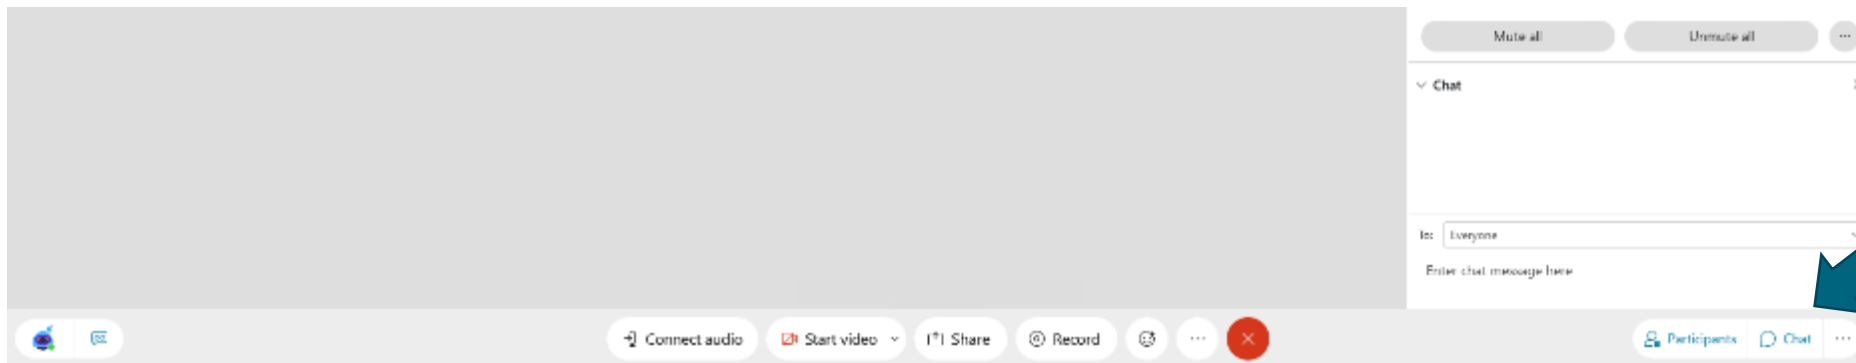 Mute all Unmute all
Chat
To: Everyone
Enter chat message here
Connect audio Start video Share Record Participants Chat